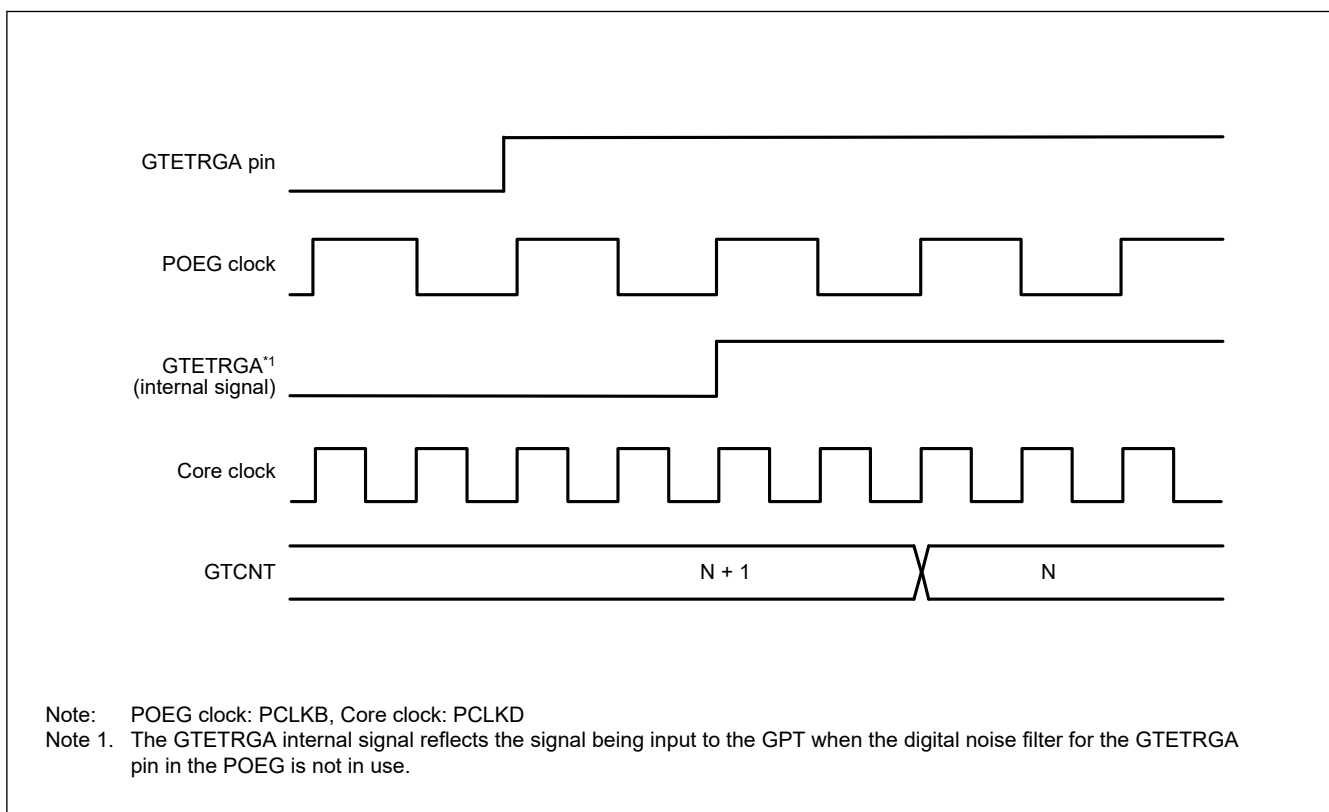 GTETRGA pin
POEG clock
GTETRGA*1
(internal signal)
Core clock
GTCNT
N + 1
N
Note: POEG clock: PCLKB, Core clock: PCLKD
Note 1. The GTETRGA internal signal reflects the signal being input to the GPT when the digital noise filter for the GTETRGA
pin in the POEG is not in use.